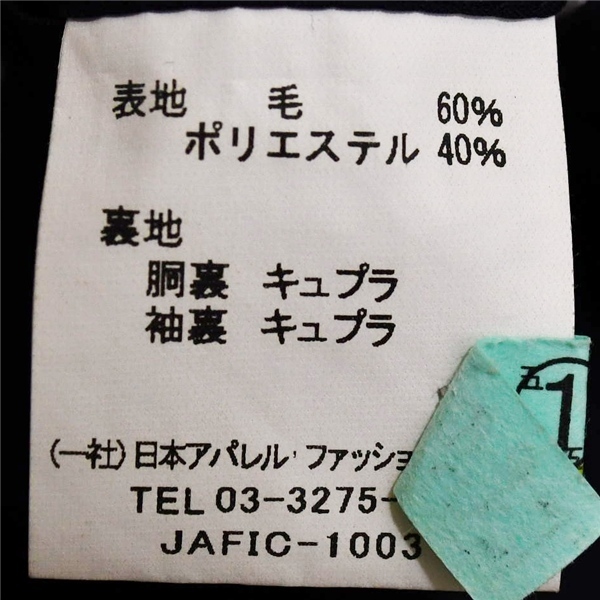 表地 毛 60%
ポリエステル 40%
裏地
胴裏 キュプラ
袖裏 キュプラ
(一社)日本アパレル・ファッショ
TEL 03-3275-
JAFIC-1003
五
1